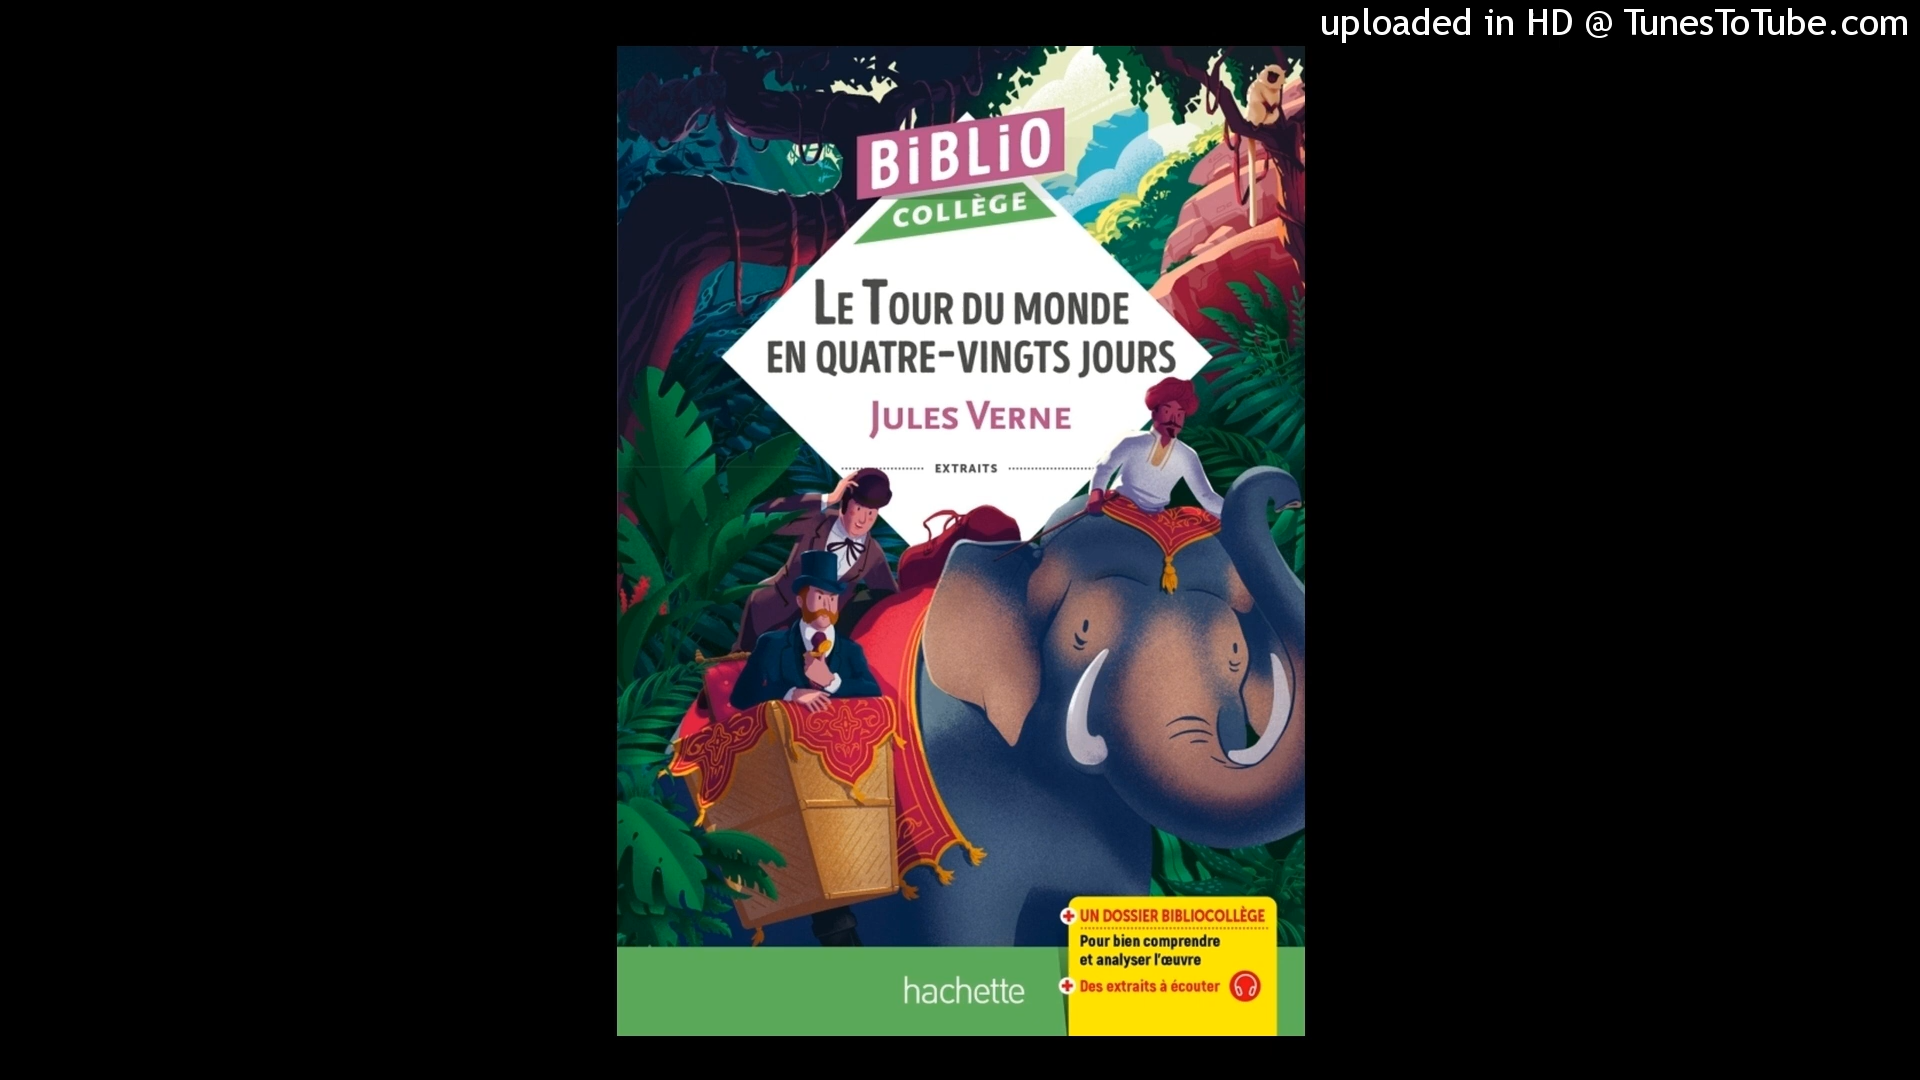 uploaded in HD @ TunesToTube.com
BiBLiO
COLLÈGE
LE TOUR DU MONDE
EN QUATRE-VINGTS JOURS
JULES VERNE
EXTRAITS
+ UN DOSSIER BIBLIOCOLLÈGE
Pour bien comprendre
et analyser l'œuvre
+ Des extraits à écouter
hachette